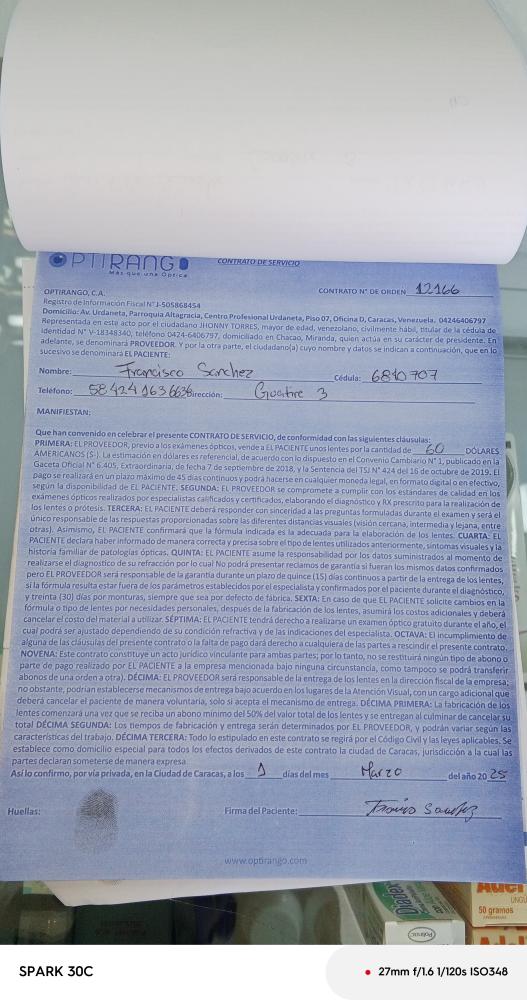 OPTIRANGO
Más que una Óptica
CONTRATO DE SERVICIO
CONTRATO N° DE ORDEN 12166
OPTIRANGO, C.A.
Registro de Información Fiscal N° J-505868454
Domicilio: Av. Urdaneta, Parroquia Altagracia, Centro Profesional Urdaneta, Piso 07, Oficina D, Caracas, Venezuela. 04246406797
Representada en este acto por el ciudadano JHONNY TORRES, mayor de edad, venezolano, civilmente hábil, titular de la cédula de
identidad N° V-18348340, teléfono 0424-6406797, domiciliado en Chacao, Miranda, quien actúa en su carácter de presidente. En
adelante, se denominará PROVEEDOR. Y por la otra parte, el ciudadano(a) cuyo nombre y datos se indican a continuación, que en lo
sucesivo se denominará EL PACIENTE:
Nombre: Francisco Sanchez Cédula: 6810707
Teléfono: 58424 163 6636 Dirección: Guatire 3
MANIFIESTAN:
Que han convenido en celebrar el presente CONTRATO DE SERVICIO, de conformidad con las siguientes cláusulas:
PRIMERA: EL PROVEEDOR, previo a los exámenes ópticos, vende a EL PACIENTE unos lentes por la cantidad de 60 DÓLARES
AMERICANOS ($-). La estimación en dólares es referencial, de acuerdo con lo dispuesto en el Convenio Cambiario N° 1, publicado en la
Gaceta Oficial N° 6.405, Extraordinaria, de fecha 7 de septiembre de 2018, y la Sentencia del TSJ N° 424 del 16 de octubre de 2019. El
pago se realizará en un plazo máximo de 45 días continuos y podrá hacerse en cualquier moneda legal, en formato digital o en efectivo,
según la disponibilidad de EL PACIENTE. SEGUNDA: EL PROVEEDOR se compromete a cumplir con los estándares de calidad en los
exámenes ópticos realizados por especialistas calificados y certificados, elaborando el diagnóstico y RX prescrito para la realización de
los lentes o prótesis. TERCERA: EL PACIENTE deberá responder con sinceridad a las preguntas formuladas durante el examen y será el
único responsable de las respuestas proporcionadas sobre las diferentes distancias visuales (visión cercana, intermedia y lejana, entre
otras). Asimismo, EL PACIENTE confirmará que la fórmula indicada es la adecuada para la elaboración de los lentes. CUARTA: EL
PACIENTE declara haber informado de manera correcta y precisa sobre el tipo de lentes utilizados anteriormente, síntomas visuales y la
historia familiar de patologías ópticas. QUINTA: EL PACIENTE asume la responsabilidad por los datos suministrados al momento de
realizarse el diagnostico de su refracción por lo cual No podrá presentar reclamos de garantía si fueran los mismos datos confirmados
pero EL PROVEEDOR será responsable de la garantía durante un plazo de quince (15) días continuos a partir de la entrega de los lentes,
si la fórmula resulta estar fuera de los parámetros establecidos por el especialista y confirmados por el paciente durante el diagnóstico,
y treinta (30) días por monturas, siempre que sea por defecto de fábrica. SEXTA: En caso de que EL PACIENTE solicite cambios en la
fórmula o tipo de lentes por necesidades personales, después de la fabricación de los lentes, asumirá los costos adicionales y deberá
cancelar el costo del material a utilizar. SÉPTIMA: EL PACIENTE tendrá derecho a realizarse un examen óptico gratuito durante el año, el
cual podrá ser ajustado dependiendo de su condición refractiva y de las indicaciones del especialista. OCTAVA: El incumplimiento de
alguna de las cláusulas del presente contrato o la falta de pago dará derecho a cualquiera de las partes a rescindir el presente contrato.
NOVENA: Este contrato constituye un acto jurídico vinculante para ambas partes; por lo tanto, no se restituirá ningún tipo de abono o
parte de pago realizado por EL PACIENTE a la empresa mencionada bajo ninguna circunstancia, como tampoco se podrá transferir
abonos de una orden a otra). DÉCIMA: EL PROVEEDOR será responsable de la entrega de los lentes en la dirección fiscal de la empresa;
no obstante, podrían establecerse mecanismos de entrega bajo acuerdo en los lugares de la Atención Visual, con un cargo adicional que
deberá cancelar el paciente de manera voluntaria, solo si acepta el mecanismo de entrega. DÉCIMA PRIMERA: La fabricación de los
lentes comenzará una vez que se reciba un abono mínimo del 50% del valor total de los lentes y se entregan al culminar de cancelar su
total DÉCIMA SEGUNDA: Los tiempos de fabricación y entrega serán determinados por EL PROVEEDOR, y podrán variar según las
características del trabajo. DÉCIMA TERCERA: Todo lo estipulado en este contrato se regirá por el Código Civil y las leyes aplicables. Se
establece como domicilio especial para todos los efectos derivados de este contrato la ciudad de Caracas, jurisdicción a la cual las
partes declaran someterse de manera expresa.
Así lo confirmo, por vía privada, en la Ciudad de Caracas, a los 1 días del mes Marzo del año 20 25
Huellas:
Firma del Paciente:
www.optirango.com
50 gramos
SPARK 30C
27mm f/1.6 1/120s ISO348